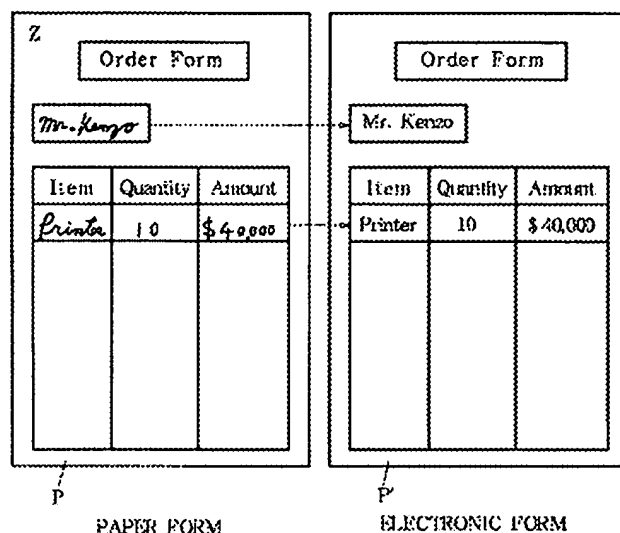 Z
Order Form
Order Form
Mr. Kenzo
Mr. Kenzo
Item Quantity Amount
Item Quantity Amount
Printer 10 $40,000
Printer 10 $40,000
P
P'
PAPER FORM
ELECTRONIC FORM